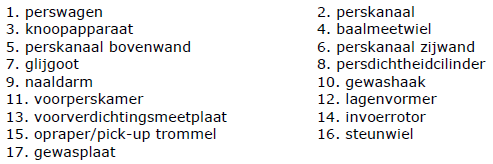 1. perswagen 2. perskanaal
3. knoopapparaat 4. baalmeetwiel
5. perskanaal bovenwand 6. perskanaal zijwand
7. glijgoot 8. persdichtheidcilinder
9. naaldarm 10. gewashaak
11. voorperskamer 12. lagenvormer
13. voorverdichtingsmeetplaat 14. invoerrotor
15. opraper/pick-up trommel 16. steunwiel
17. gewasplaat